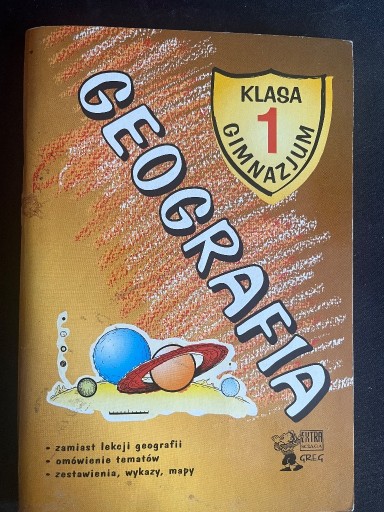 KLASA
1
GIMNAZJUM
GEOGRAFIA
• zamiast lekcji geografii
• omówienie tematów
• zestawienia, wykazy, mapy
EXTRA
GREG